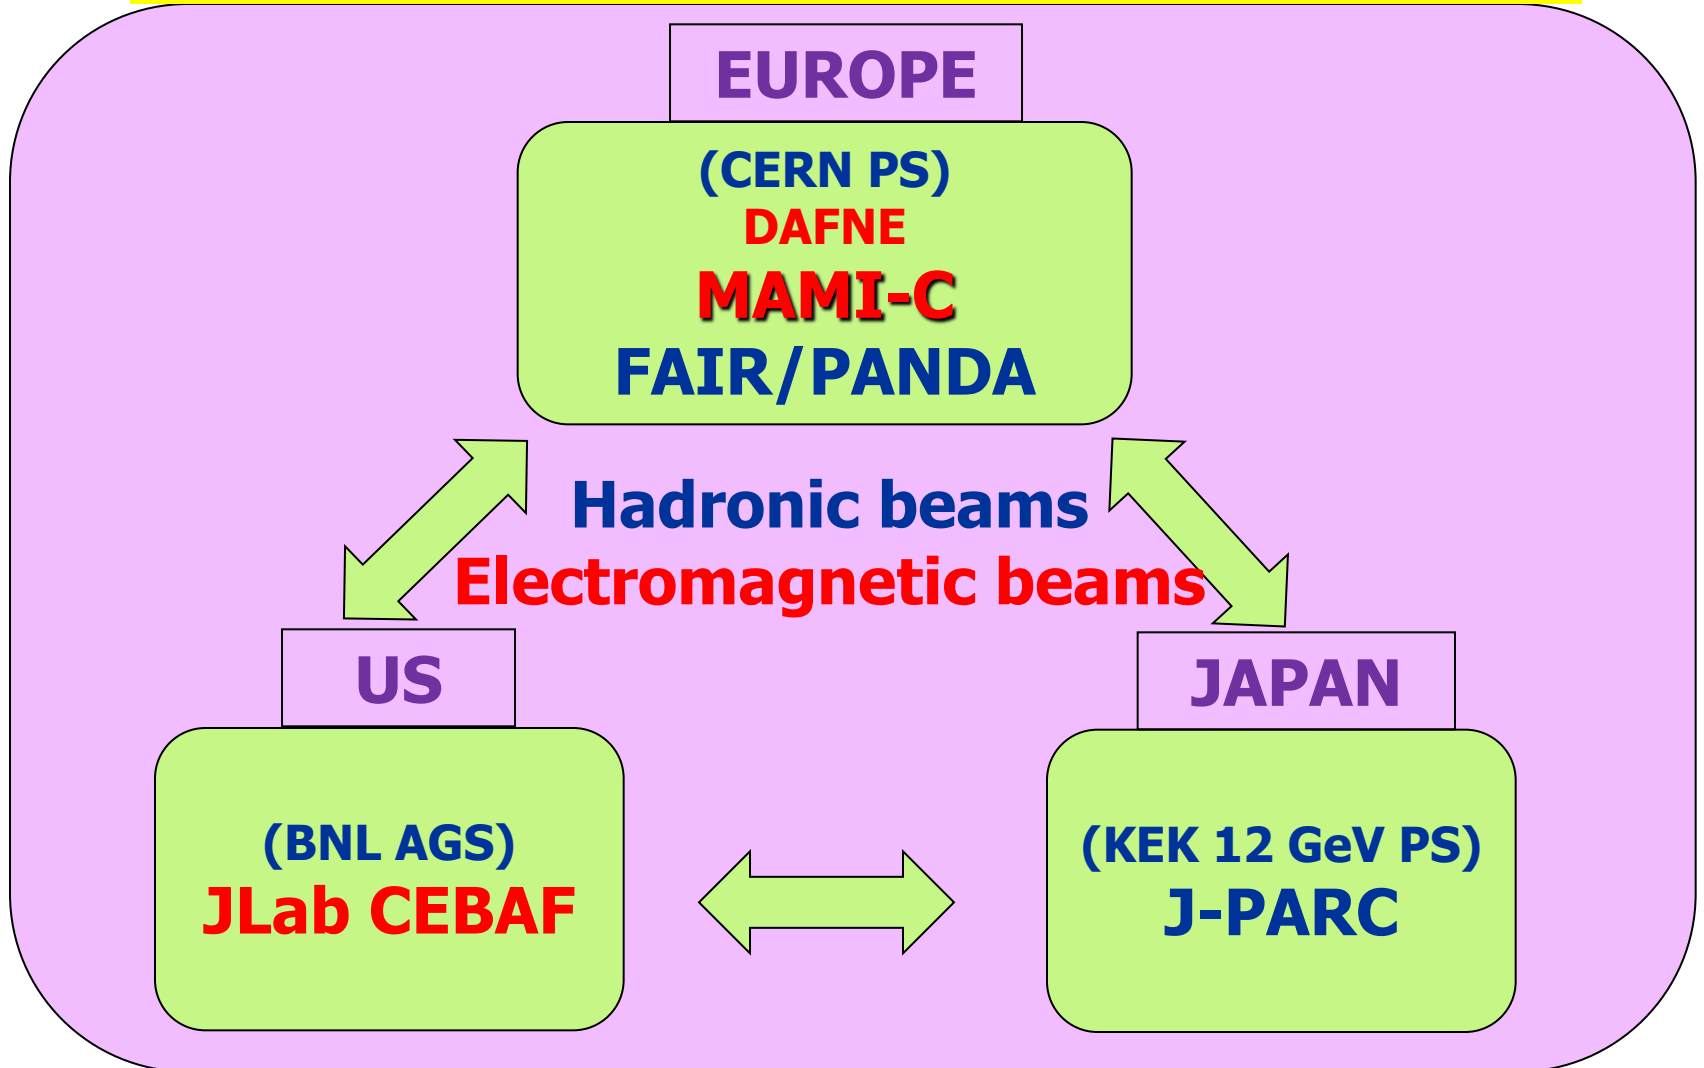 EUROPE
(CERN PS)
DAFNE
MAMI-C
FAIR/PANDA
Hadronic beams
Electromagnetic beams
US
JAPAN
(BNL AGS)
JLab CEBAF
(KEK 12 GeV PS)
J-PARC